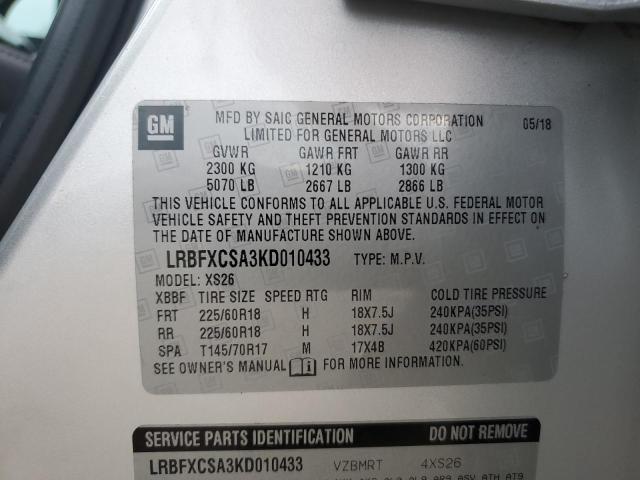 GM
MFD BY SAIC GENERAL MOTORS CORPORATION 05/18
LIMITED FOR GENERAL MOTORS LLC
GVWR GAWR FRT GAWR RR
2300 KG 1210 KG 1300 KG
5070 LB 2667 LB 2866 LB
THIS VEHICLE CONFORMS TO ALL APPLICABLE U.S. FEDERAL MOTOR
VEHICLE SAFETY AND THEFT PREVENTION STANDARDS IN EFFECT ON
THE DATE OF MANUFACTURE SHOWN ABOVE.
LRBFXCSA3KD010433 TYPE: M.P.V.
MODEL: XS26
XBBF TIRE SIZE SPEED RTG RIM COLD TIRE PRESSURE
FRT 225/60R18 H 18X7.5J 240KPA(35PSI)
RR 225/60R18 H 18X7.5J 240KPA(35PSI)
SPA T145/70R17 M 17X4B 420KPA(60PSI)
SEE OWNER'S MANUAL FOR MORE INFORMATION.
SERVICE PARTS IDENTIFICATION DO NOT REMOVE
LRBFXCSA3KD010433 VZBMRT 4XS26